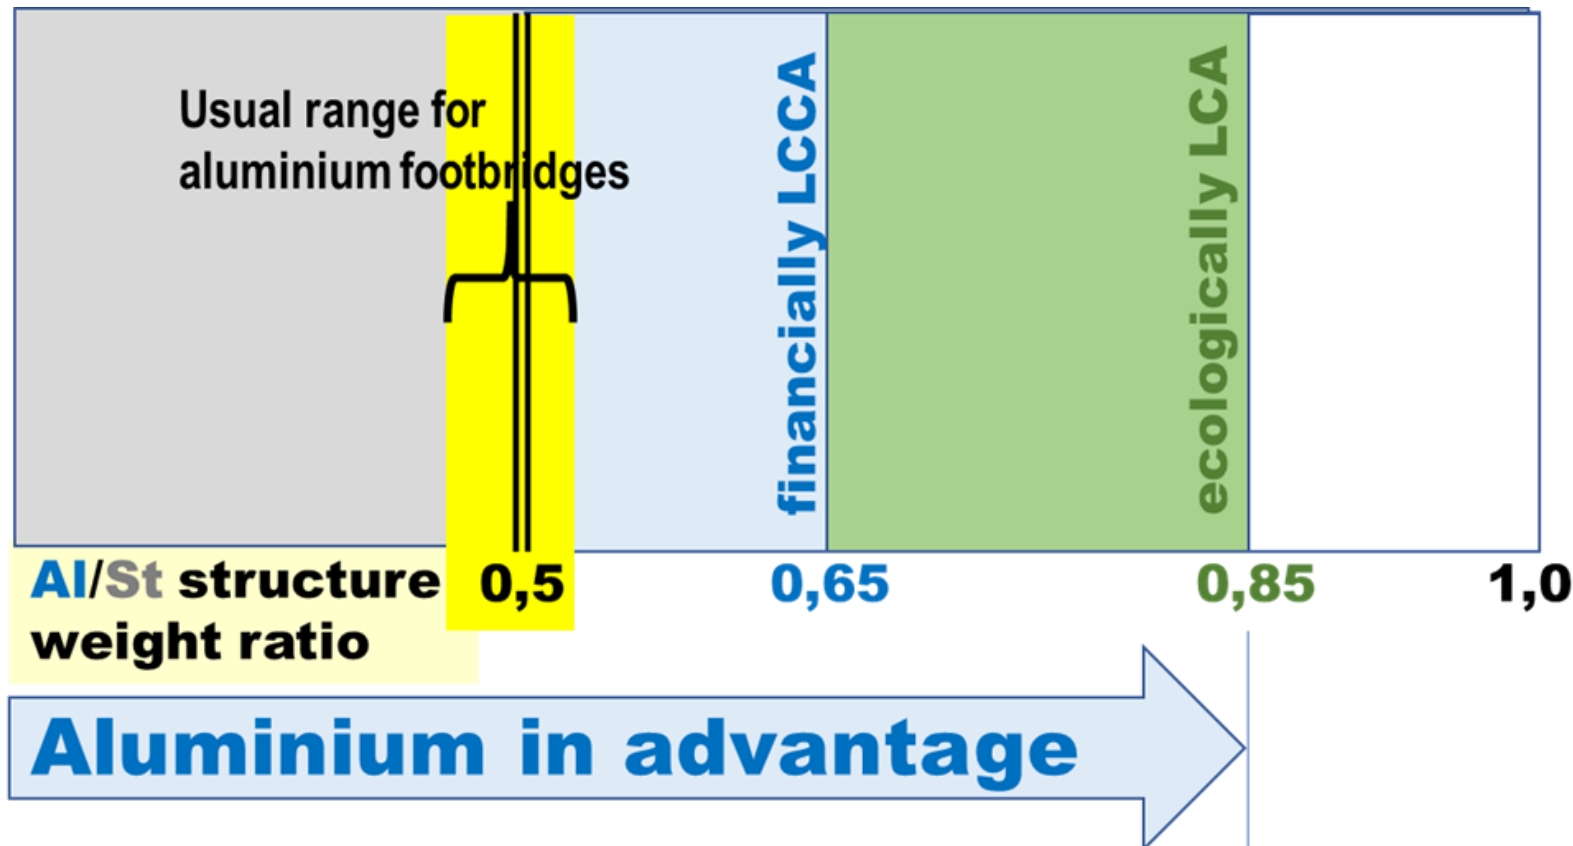 Usual range for
aluminium footbridges
financially LCCA
ecologically LCA
Al/St structure
weight ratio
0,5
0,65
0,85
1,0
Aluminium in advantage